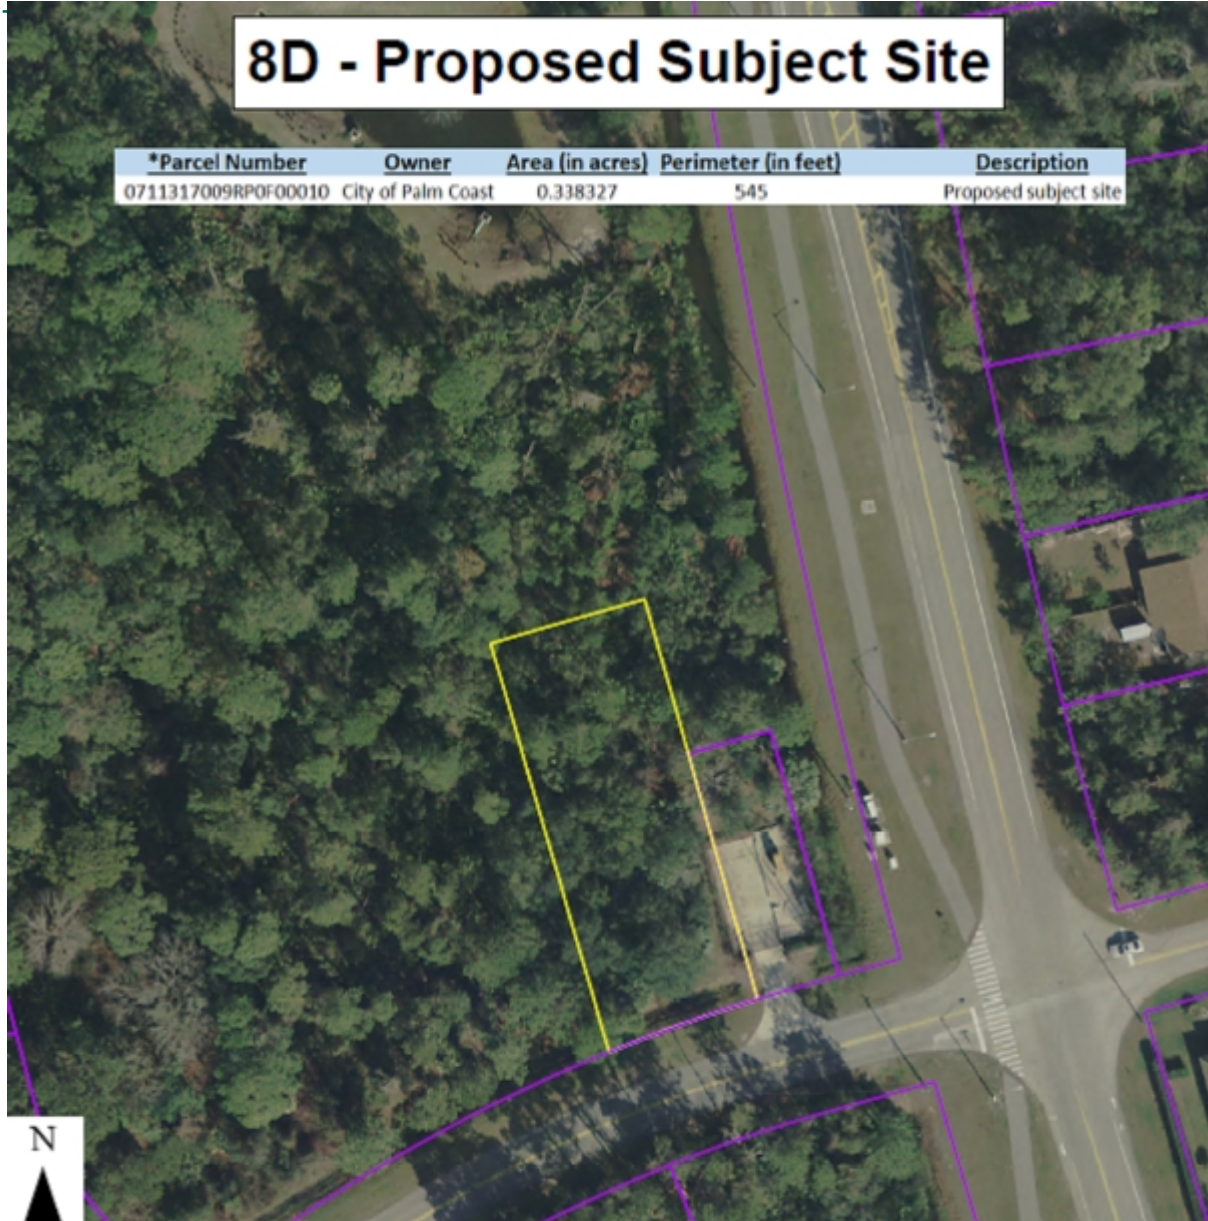 8D - Proposed Subject Site
*Parcel Number Owner Area (in acres) Perimeter (in feet) Description
0711317009RP0F00010 City of Palm Coast 0.338327 545 Proposed subject site
N